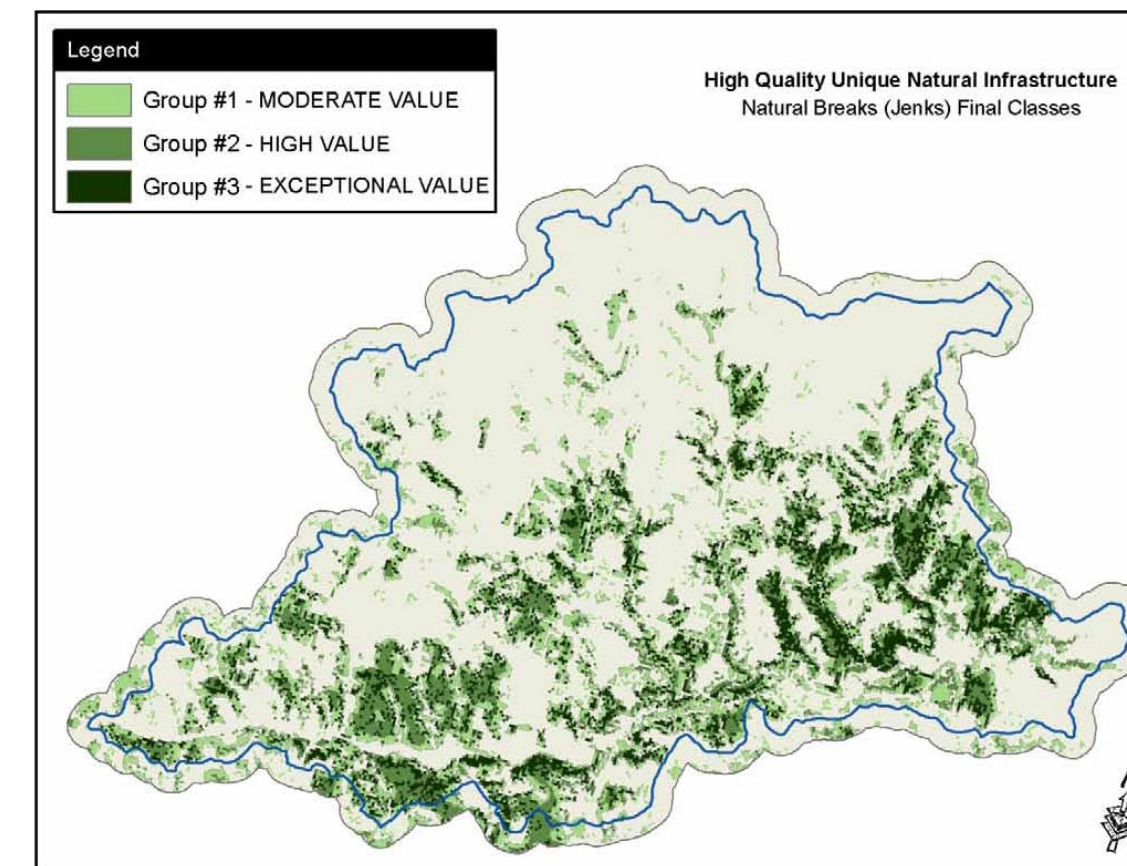 Legend
Group #1 - MODERATE VALUE
Group #2 - HIGH VALUE
Group #3 - EXCEPTIONAL VALUE
High Quality Unique Natural Infrastructure
Natural Breaks (Jenks) Final Classes